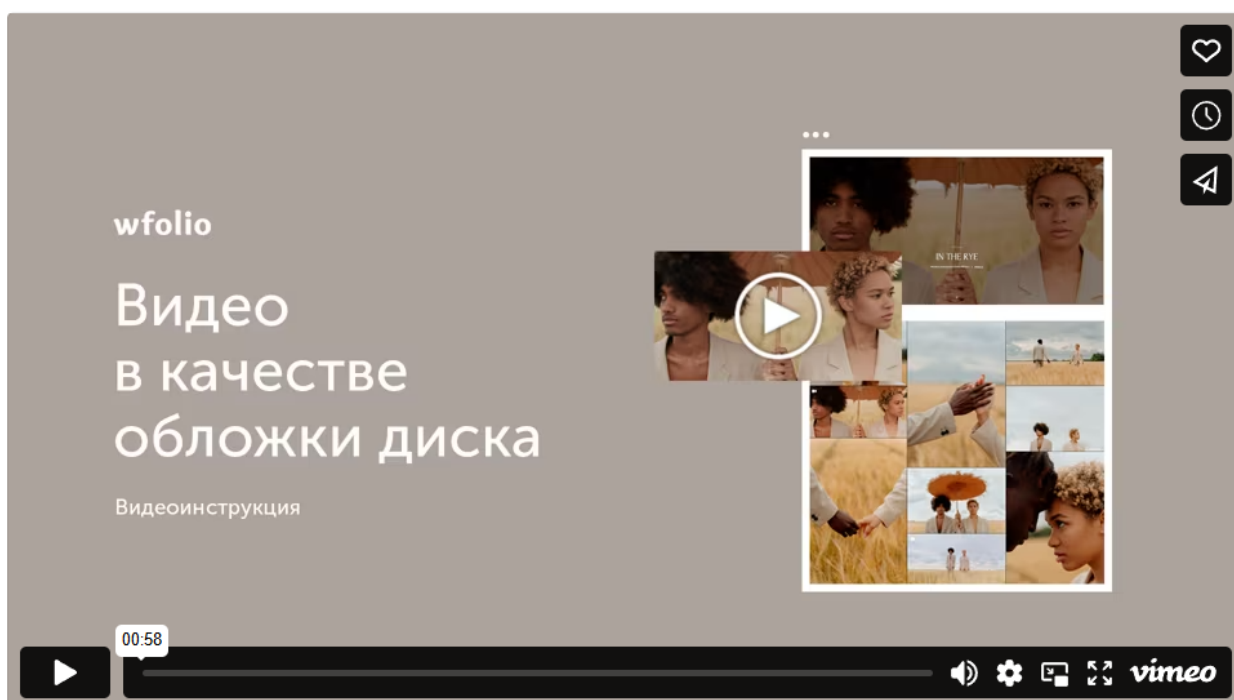 wfolio
Видео
в качестве
обложки диска
Видеоинструкция
IN THE RYE
00:58
vimeo